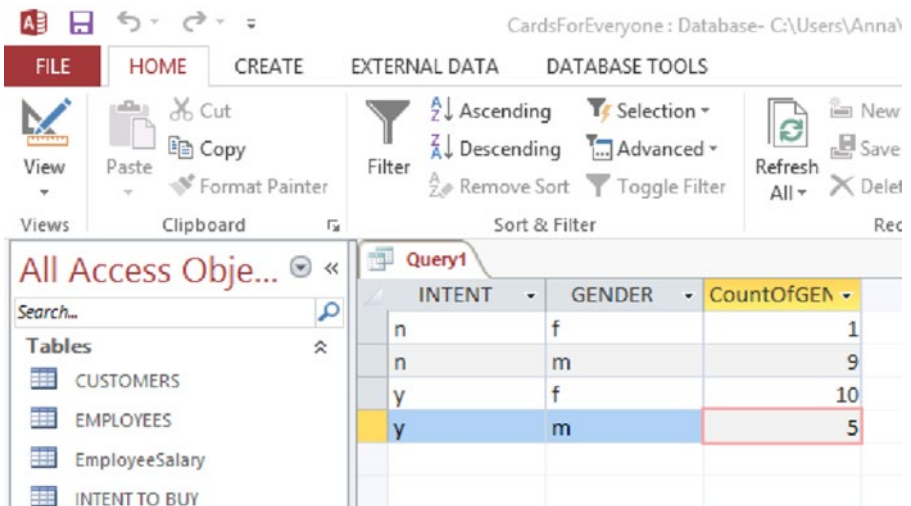 CardsForEveryone : Database- C:\Users\Anna\
FILE HOME CREATE EXTERNAL DATA DATABASE TOOLS
View
Views
Paste
Cut
Copy
Format Painter
Clipboard
Filter
Ascending
Descending
Remove Sort
Selection
Advanced
Toggle Filter
Sort & Filter
Refresh
All
New
Save
Delet
Rec
All Access Obje...
Search...
Tables
CUSTOMERS
EMPLOYEES
EmployeeSalary
INTENT TO BUY
Query1
INTENT GENDER CountOfGEN
n f 1
n m 9
y f 10
y m 5